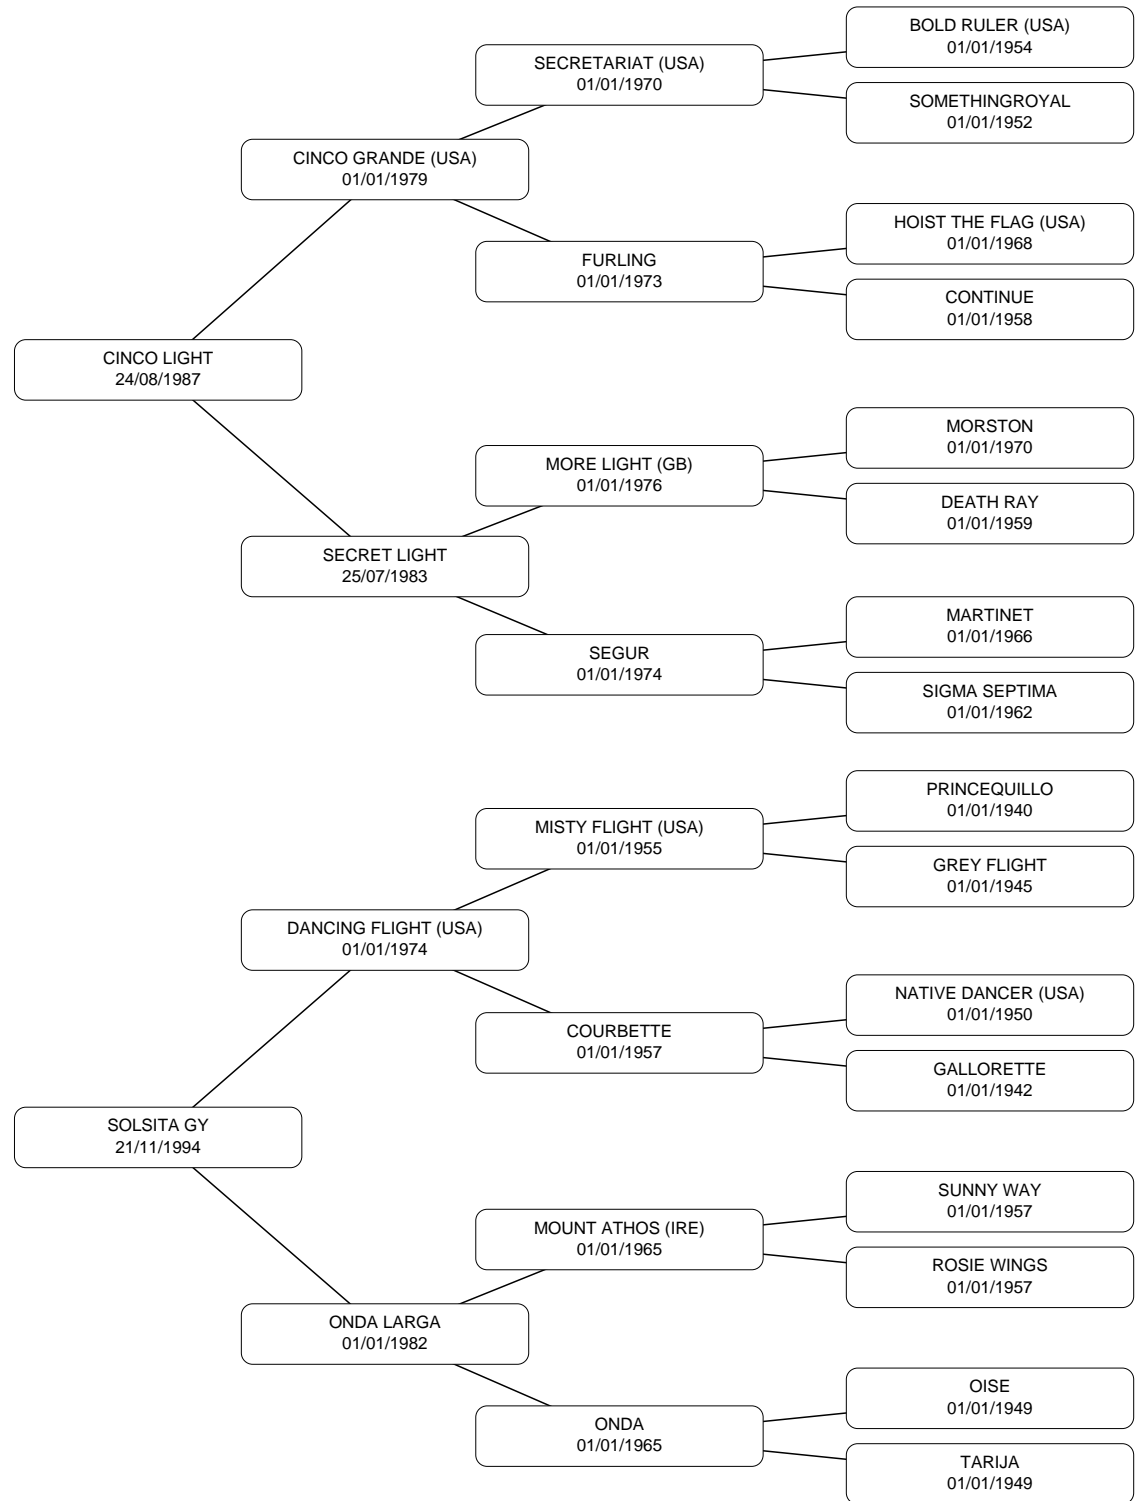 BOLD RULER (USA)
01/01/1954
SECRETARIAT (USA)
01/01/1970
SOMETHINGROYAL
01/01/1952
CINCO GRANDE (USA)
01/01/1979
HOIST THE FLAG (USA)
01/01/1968
FURLING
01/01/1973
CONTINUE
01/01/1958
CINCO LIGHT
24/08/1987
MORSTON
01/01/1970
MORE LIGHT (GB)
01/01/1976
DEATH RAY
01/01/1959
SECRET LIGHT
25/07/1983
MARTINET
01/01/1966
SEGUR
01/01/1974
SIGMA SEPTIMA
01/01/1962
PRINCEQUILLO
01/01/1940
MISTY FLIGHT (USA)
01/01/1955
GREY FLIGHT
01/01/1945
DANCING FLIGHT (USA)
01/01/1974
NATIVE DANCER (USA)
01/01/1950
COURBETTE
01/01/1957
GALLORETTE
01/01/1942
SOLSITA GY
21/11/1994
SUNNY WAY
01/01/1957
MOUNT ATHOS (IRE)
01/01/1965
ROSIE WINGS
01/01/1957
ONDA LARGA
01/01/1982
OISE
01/01/1949
ONDA
01/01/1965
TARIJA
01/01/1949